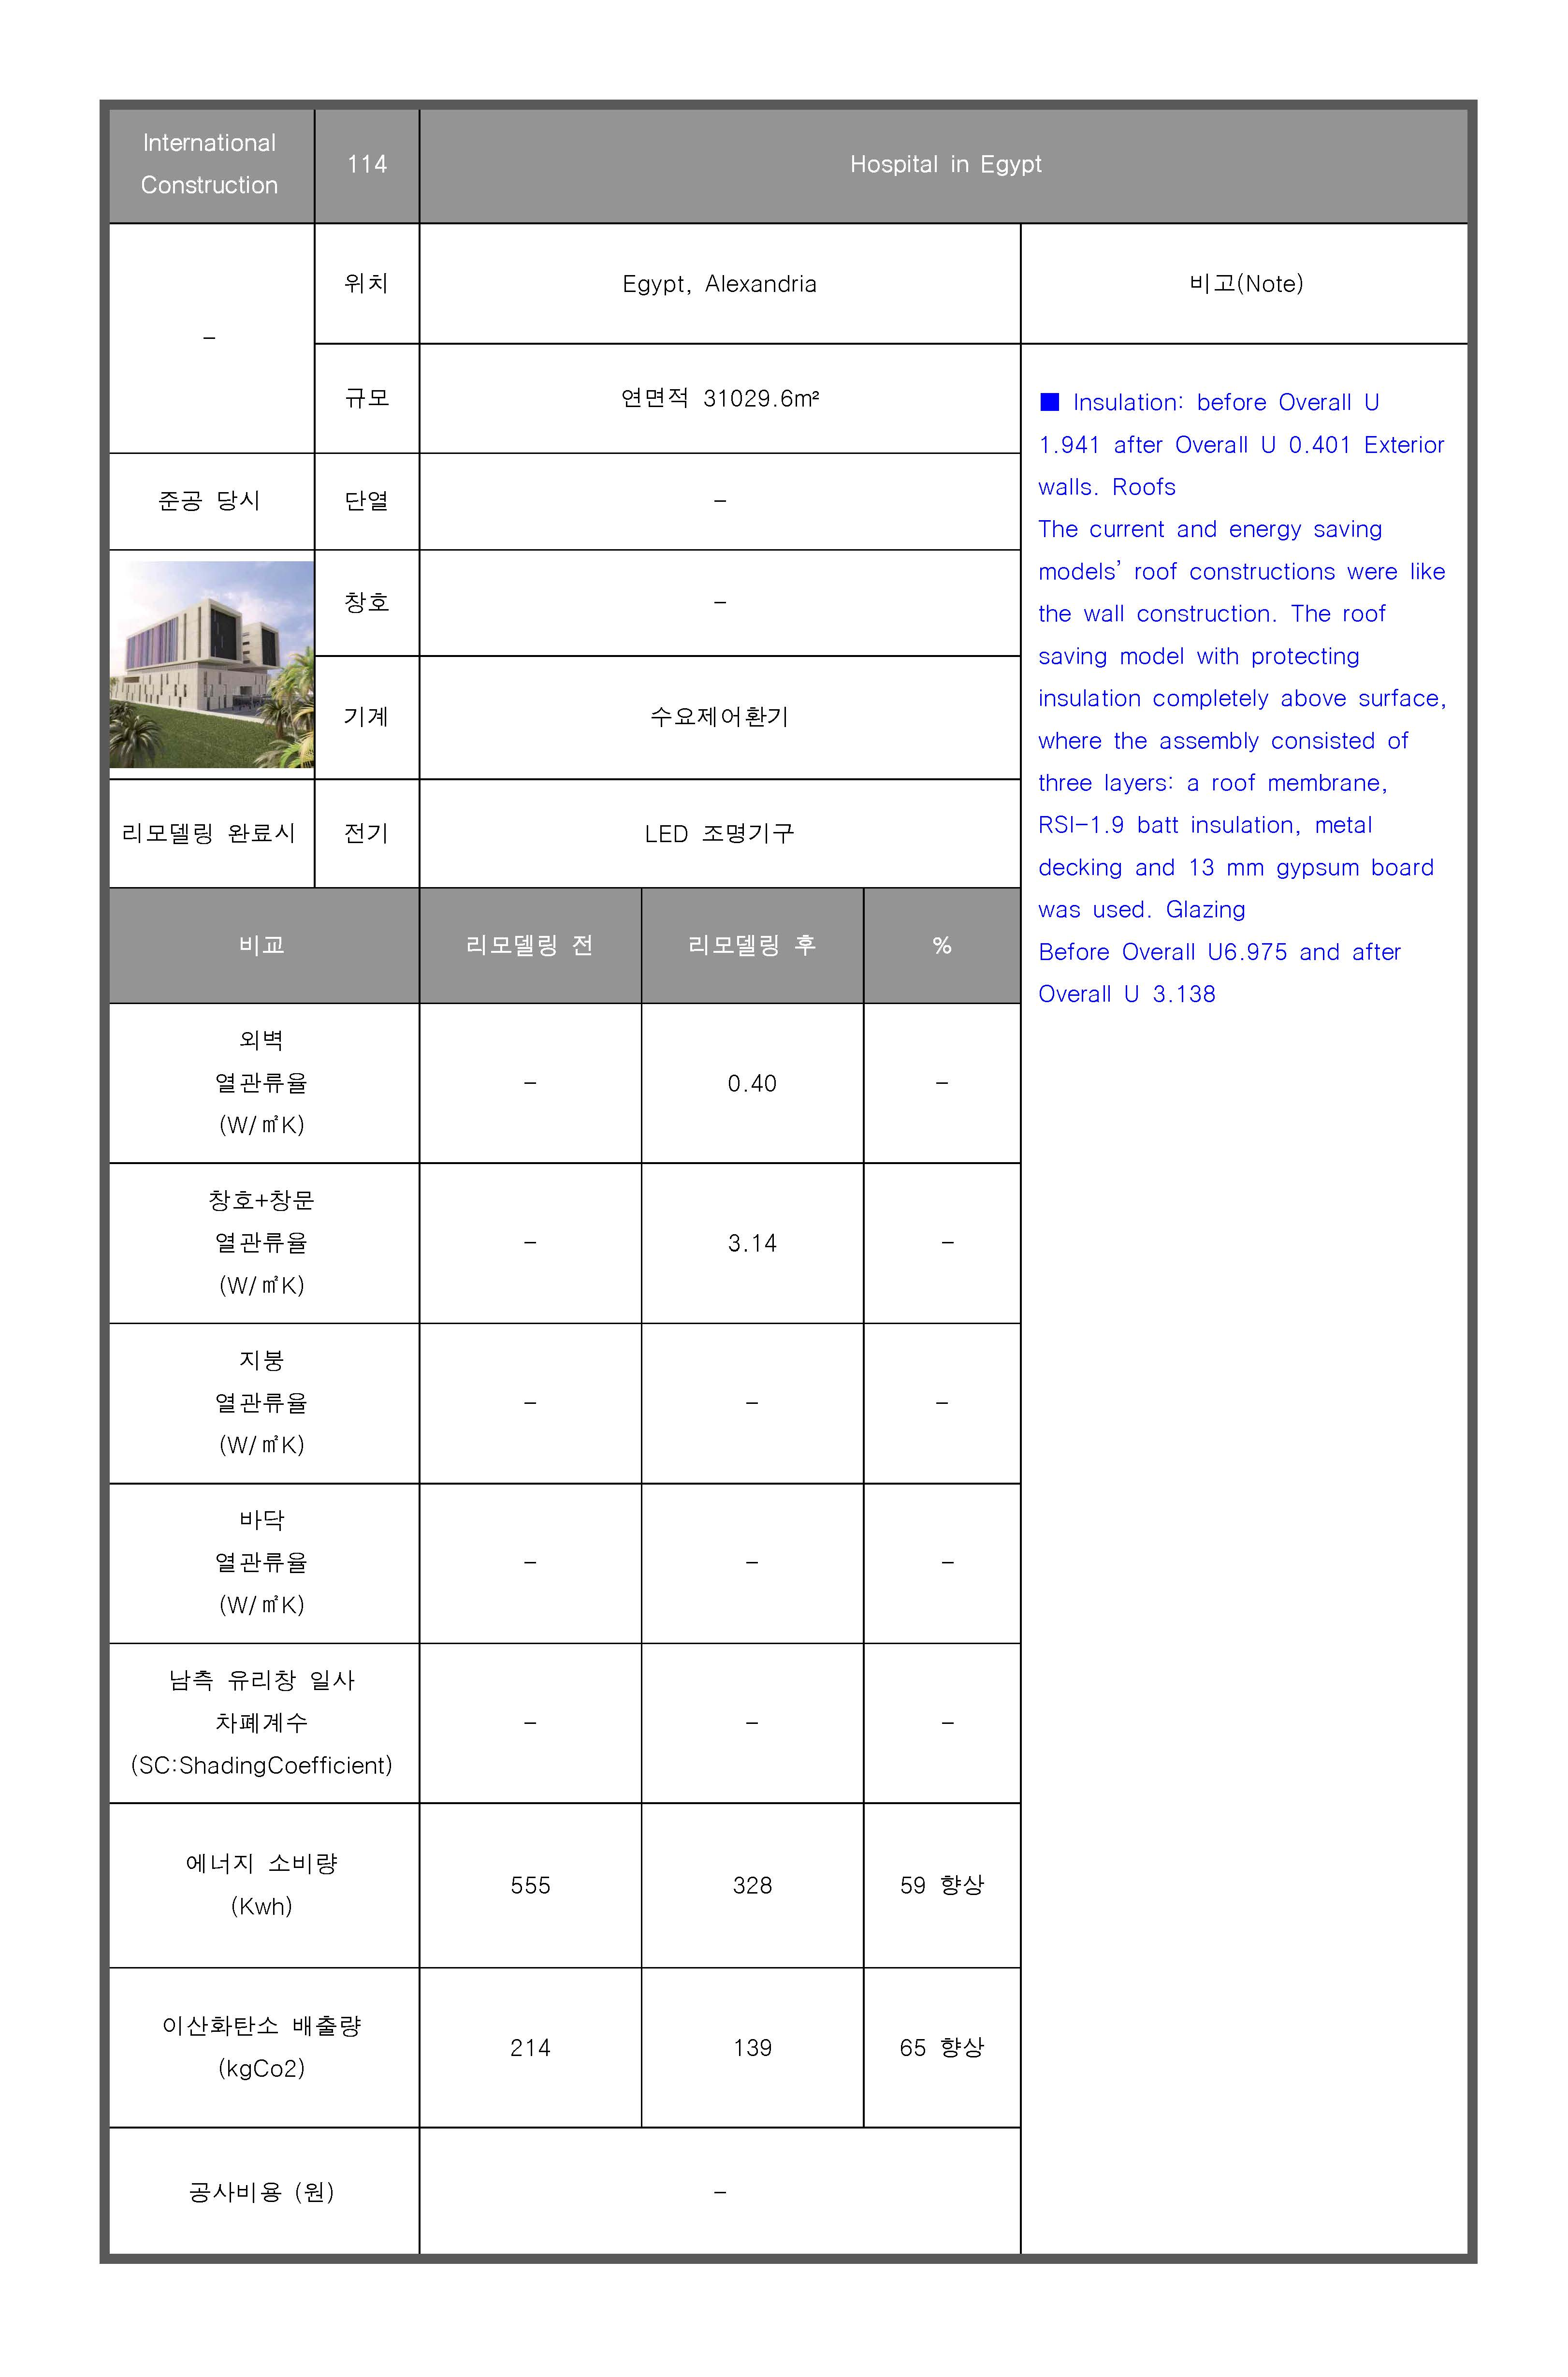 International
Construction
114
Hospital in Egypt
-
위치
Egypt, Alexandria
비고(Note)
규모
연면적 31029.6m²
■ Insulation: before Overall U
1.941 after Overall U 0.401 Exterior
walls. Roofs
The current and energy saving
models’ roof constructions were like
the wall construction. The roof
saving model with protecting
insulation completely above surface,
where the assembly consisted of
three layers: a roof membrane,
RSI-1.9 batt insulation, metal
decking and 13 mm gypsum board
was used. Glazing
Before Overall U6.975 and after
Overall U 3.138
준공 당시
단열
-
창호
-
기계
수요제어환기
리모델링 완료시
전기
LED 조명기구
비교
리모델링 전
리모델링 후
%
외벽
열관류율
(W/㎡K)
-
0.40
-
창호+창문
열관류율
(W/㎡K)
-
3.14
-
지붕
열관류율
(W/㎡K)
-
-
-
바닥
열관류율
(W/㎡K)
-
-
-
남측 유리창 일사
차폐계수
(SC:ShadingCoefficient)
-
-
-
에너지 소비량
(Kwh)
555
328
59 향상
이산화탄소 배출량
(kgCo2)
214
139
65 향상
공사비용 (원)
-